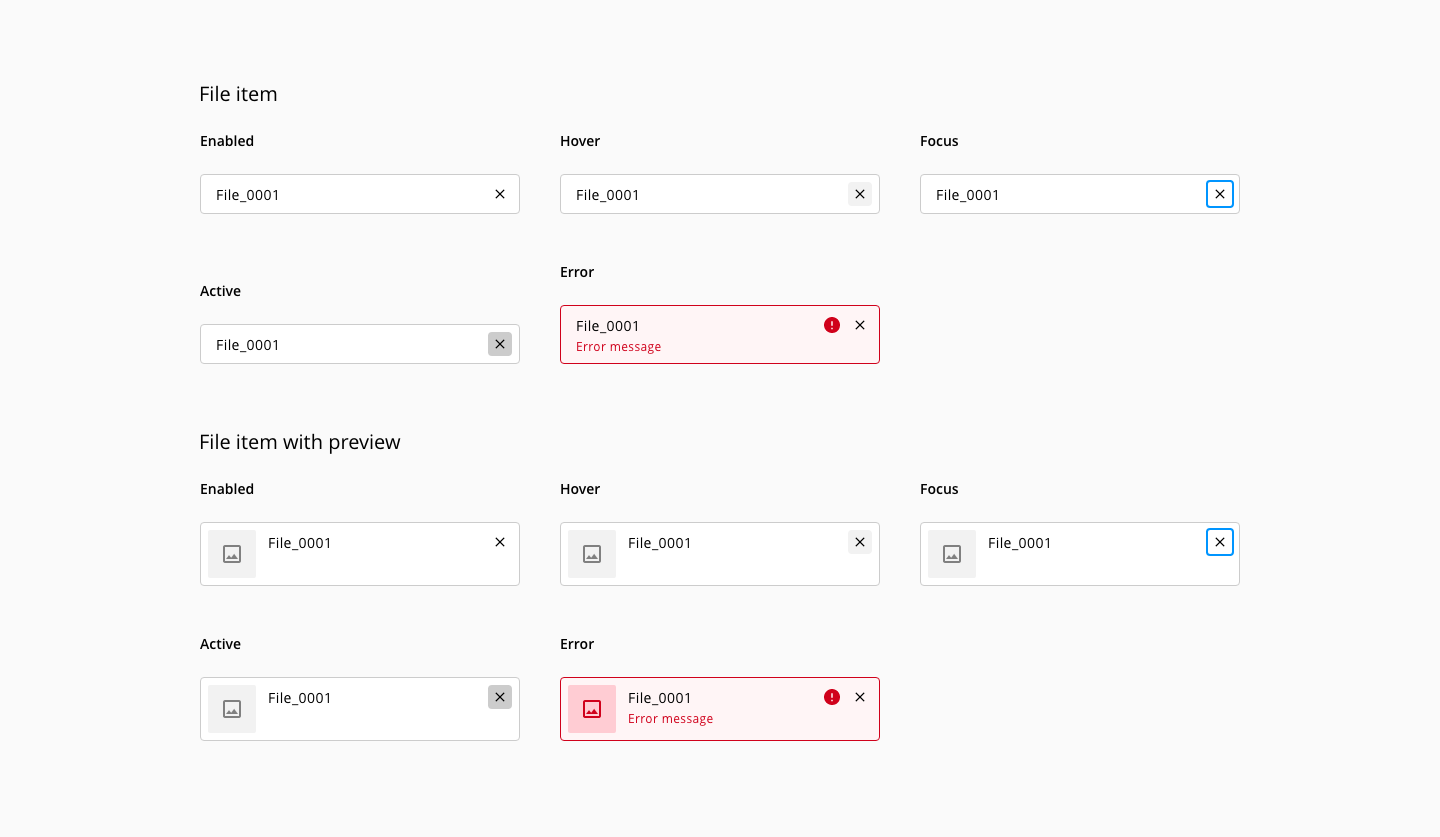 File item
Enabled
Hover
Focus
File_0001
File_0001
File_0001
Active
Error
File_0001
File_0001
Error message
File item with preview
Enabled
Hover
Focus
File_0001
File_0001
File_0001
Active
Error
File_0001
File_0001
Error message